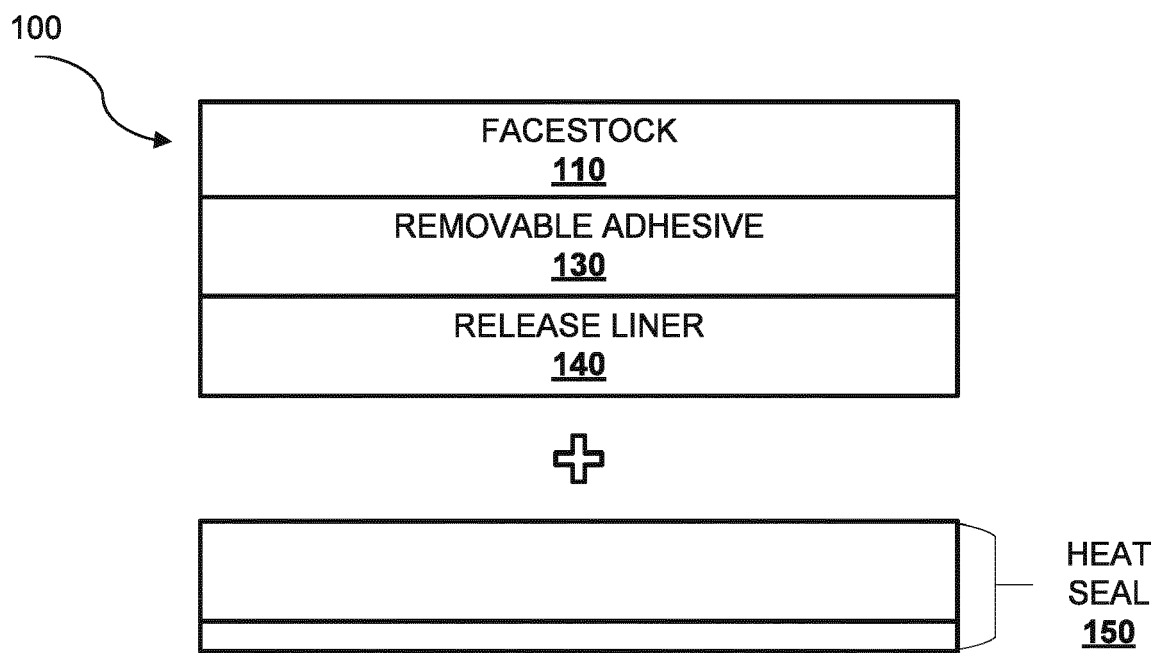 100
FACESTOCK
110
REMOVABLE ADHESIVE
130
RELEASE LINER
140
HEAT
SEAL
150